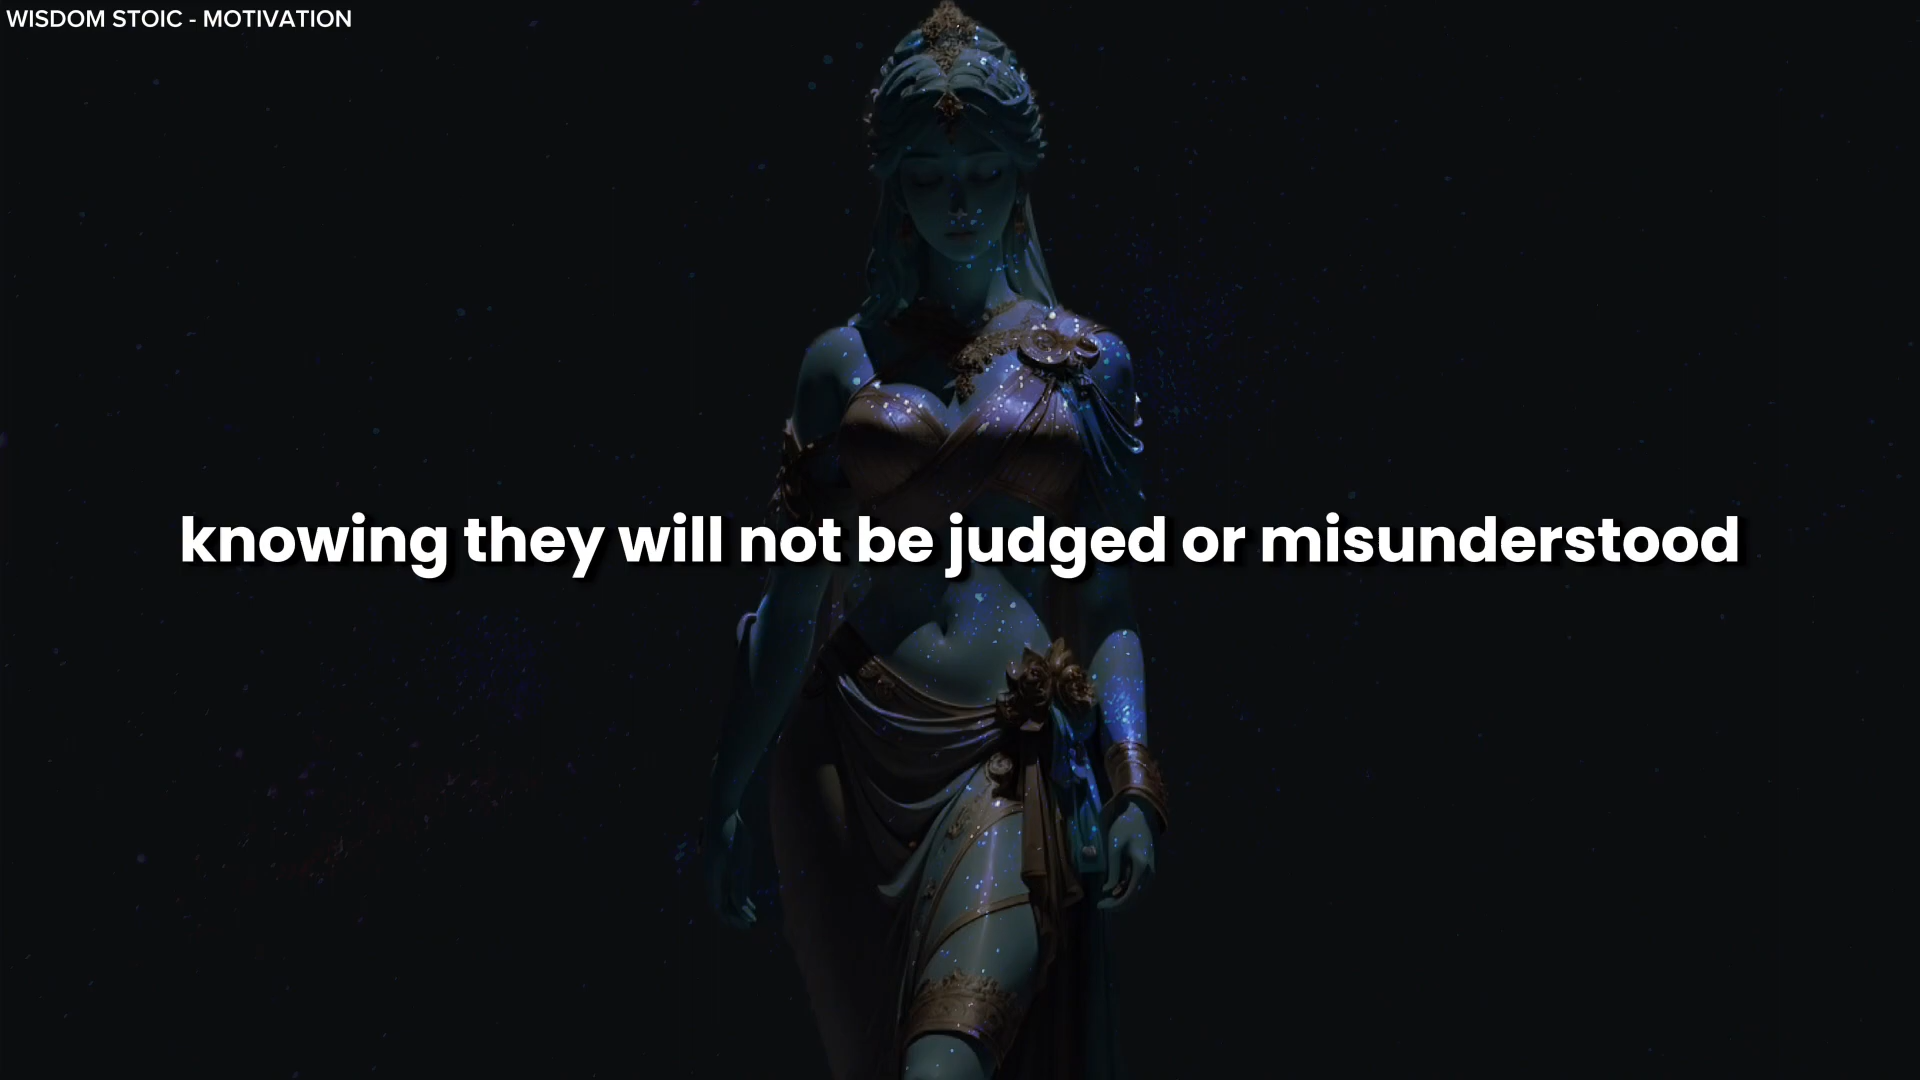 WISDOM STOIC - MOTIVATION
knowing they will not be judged or misunderstood